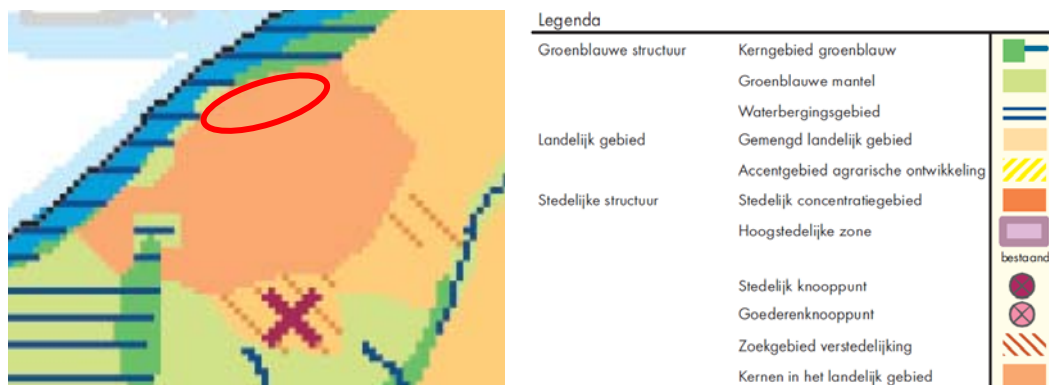 Legenda
Groenblauwe structuur Kerngebied groenblauw
Groenblauwe mantel
Waterbergingsgebied
Landelijk gebied Gemengd landelijk gebied
Accentgebied agrarische ontwikkeling
Stedelijke structuur Stedelijk concentratiegebied
Hoogstedelijke zone
bestaand
Stedelijk knooppunt
Goederenknooppunt
Zoekgebied verstedelijking
Kernen in het landelijk gebied